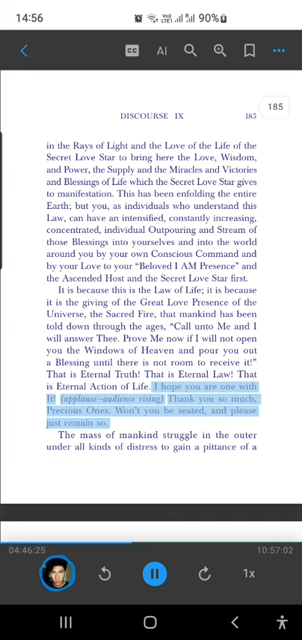 14:56
90%
CC
AI
185
DISCOURSE IX 185
in the Rays of Light and the Love of the Life of the
Secret Love Star to bring here the Love, Wisdom,
and Power, the Supply and the Miracles and Victories
and Blessings of Life which the Secret Love Star gives
to manifestation. This has been enfolding the entire
Earth; but you, as individuals who understand this
Law, can have an intensified, constantly increasing,
concentrated, individual Outpouring and Stream of
those Blessings into yourselves and into the world
around you by your own Conscious Command and
by your Love to your “Beloved I AM Presence” and
the Ascended Host and the Secret Love Star first.
It is because this is the Law of Life; it is because
it is the giving of the Great Love Presence of the
Universe, the Sacred Fire, that mankind has been
told down through the ages, “Call unto Me and I
will answer Thee. Prove Me now if I will not open
you the Windows of Heaven and pour you out
a Blessing until there is not room to receive it!”
That is Eternal Truth! That is Eternal Law! That
is Eternal Action of Life. I hope you are one with
It! (applause–audience rising) Thank you so much,
Precious Ones. Won’t you be seated, and please
just remain so.
The mass of mankind struggle in the outer
under all kinds of distress to gain a pittance of a
04:46:25
10:57:02
1x